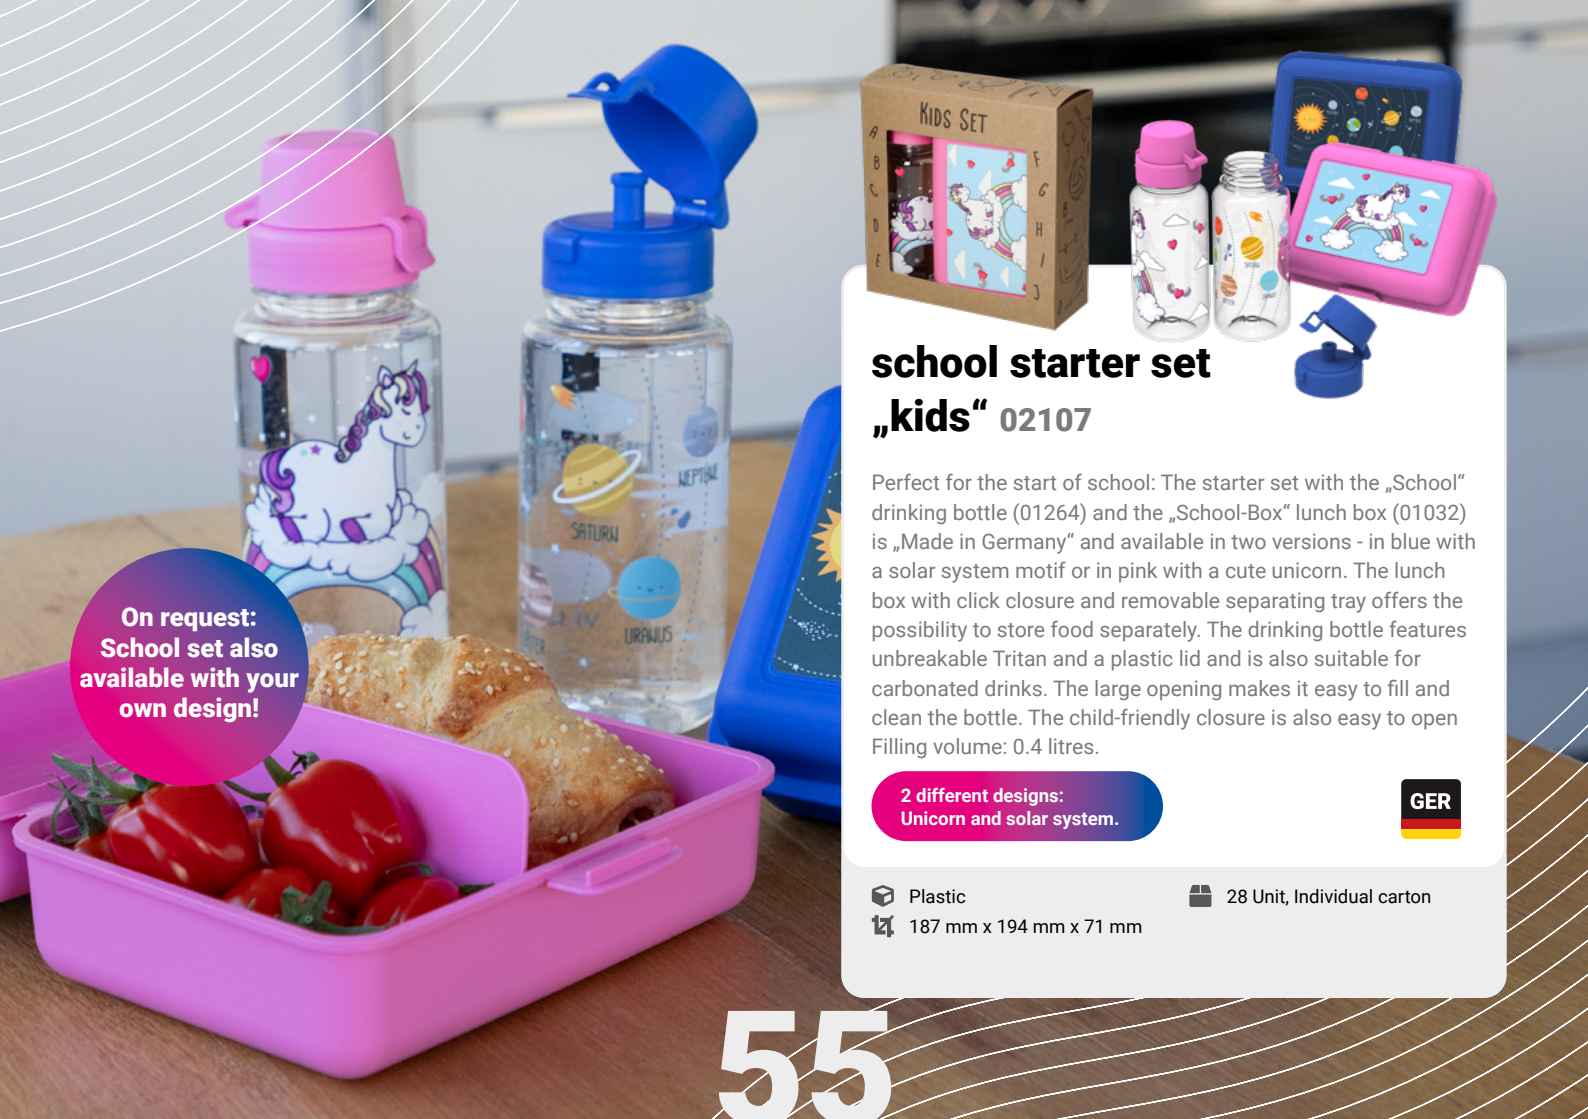 KIDS SET
A
B
C
D
E
F
G
H
I
J
school starter set
„kids“ 02107
Perfect for the start of school: The starter set with the „School“
drinking bottle (01264) and the „School-Box“ lunch box (01032)
is „Made in Germany“ and available in two versions - in blue with
a solar system motif or in pink with a cute unicorn. The lunch
box with click closure and removable separating tray offers the
possibility to store food separately. The drinking bottle features
unbreakable Tritan and a plastic lid and is also suitable for
carbonated drinks. The large opening makes it easy to fill and
clean the bottle. The child-friendly closure is also easy to open
Filling volume: 0.4 litres.
2 different designs:
Unicorn and solar system.
GER
Plastic
28 Unit, Individual carton
187 mm x 194 mm x 71 mm
NEPTUNE
SATURN
URANUS
On request:
School set also
available with your
own design!
55